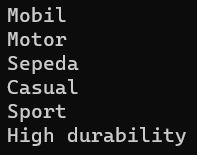 Mobil
Motor
Sepeda
Casual
Sport
High durability